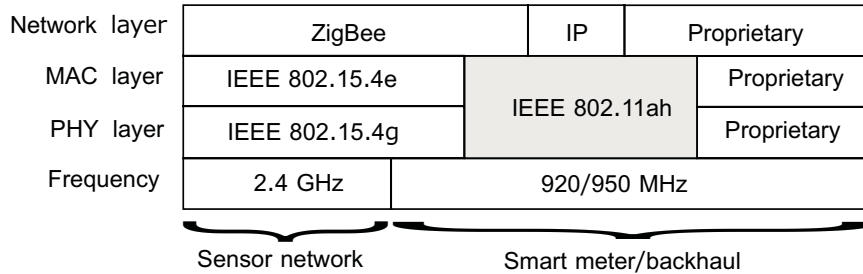 Network layer ZigBee IP Proprietary
MAC layer IEEE 802.15.4e Proprietary
IEEE 802.11ah
PHY layer IEEE 802.15.4g Proprietary
Frequency 2.4 GHz 920/950 MHz
Sensor network Smart meter/backhaul